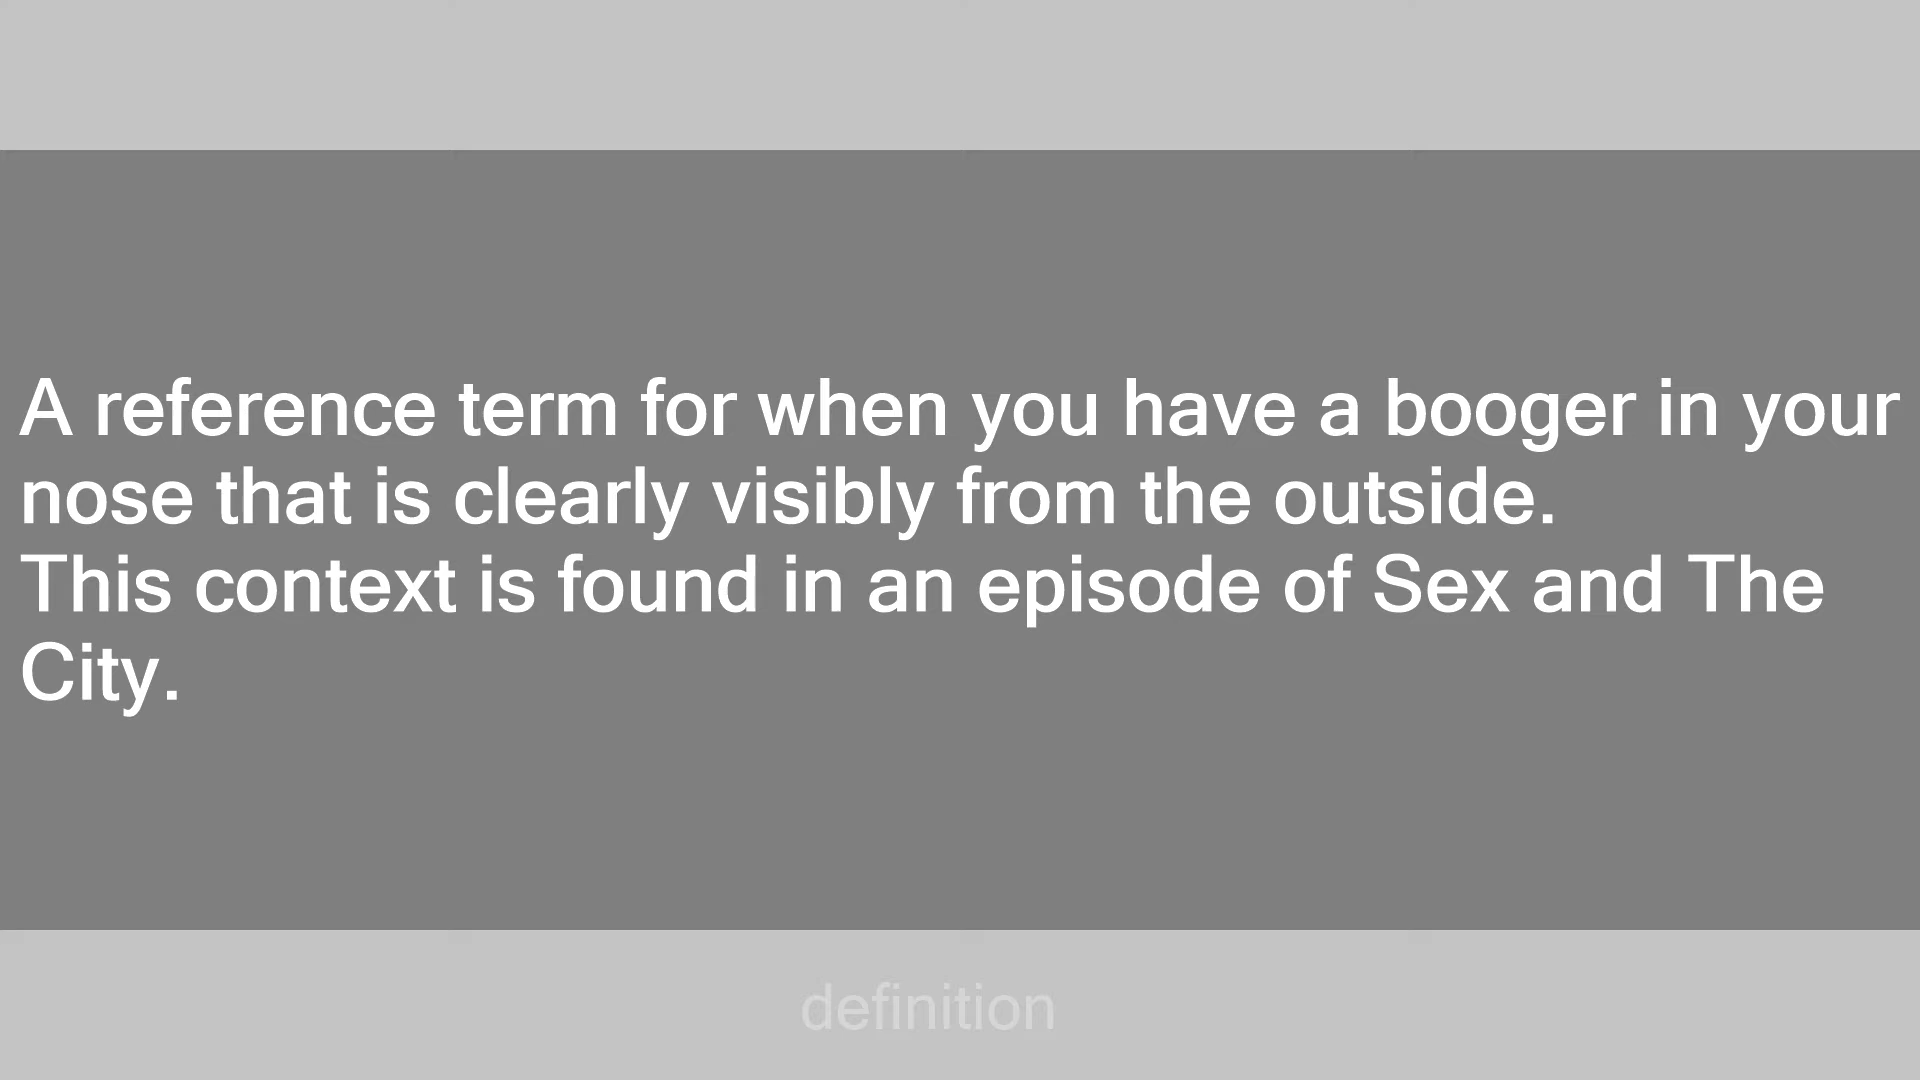 A reference term for when you have a booger in your
nose that is clearly visibly from the outside.
This context is found in an episode of Sex and The
City.
definition